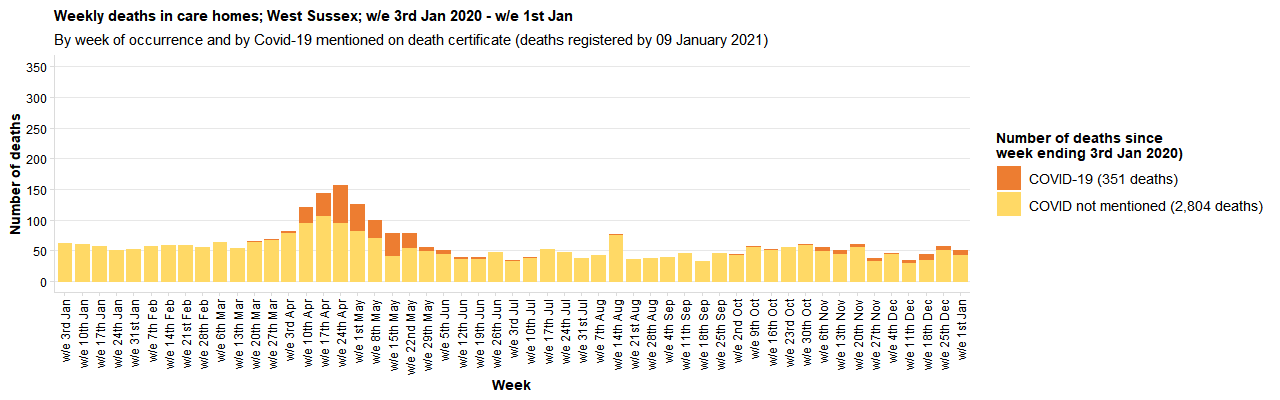 Weekly deaths in care homes; West Sussex; w/e 3rd Jan 2020 - w/e 1st Jan
By week of occurrence and by Covid-19 mentioned on death certificate (deaths registered by 09 January 2021)
Number of deaths
350
300
250
200
150
100
50
0
w/e 3rd Jan
w/e 10th Jan
w/e 17th Jan
w/e 24th Jan
w/e 31st Jan
w/e 7th Feb
w/e 14th Feb
w/e 21st Feb
w/e 28th Feb
w/e 6th Mar
w/e 13th Mar
w/e 20th Mar
w/e 27th Mar
w/e 3rd Apr
w/e 10th Apr
w/e 17th Apr
w/e 24th Apr
w/e 1st May
w/e 8th May
w/e 15th May
w/e 22nd May
w/e 29th May
w/e 5th Jun
w/e 12th Jun
w/e 19th Jun
w/e 26th Jun
w/e 3rd Jul
w/e 10th Jul
w/e 17th Jul
w/e 24th Jul
w/e 31st Jul
w/e 7th Aug
w/e 14th Aug
w/e 21st Aug
w/e 28th Aug
w/e 4th Sep
w/e 11th Sep
w/e 18th Sep
w/e 25th Sep
w/e 2nd Oct
w/e 9th Oct
w/e 16th Oct
w/e 23rd Oct
w/e 30th Oct
w/e 6th Nov
w/e 13th Nov
w/e 20th Nov
w/e 27th Nov
w/e 4th Dec
w/e 11th Dec
w/e 18th Dec
w/e 25th Dec
w/e 1st Jan
Week
Number of deaths since
week ending 3rd Jan 2020)
COVID-19 (351 deaths)
COVID not mentioned (2,804 deaths)